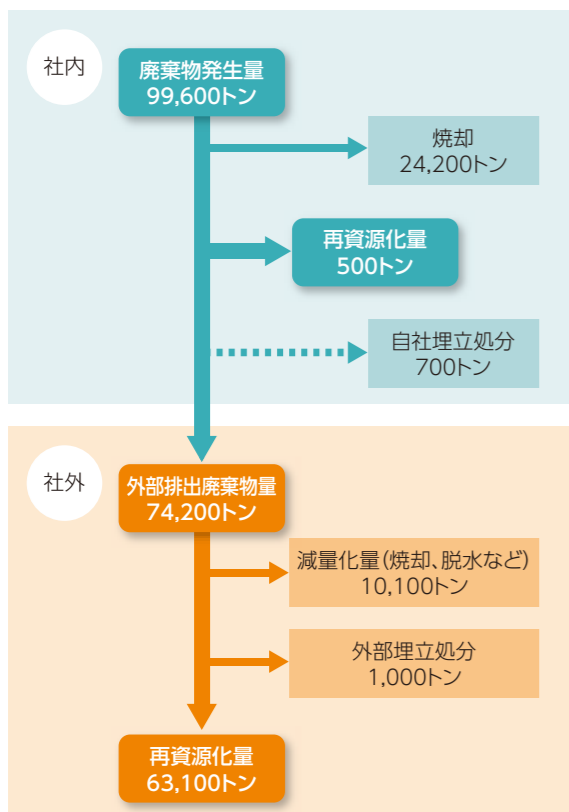 社内
廃棄物発生量
99,600トン
焼却
24,200トン
再資源化量
500トン
自社埋立処分
700トン
社外
外部排出廃棄物量
74,200トン
減量化量(焼却、脱水など)
10,100トン
外部埋立処分
1,000トン
再資源化量
63,100トン